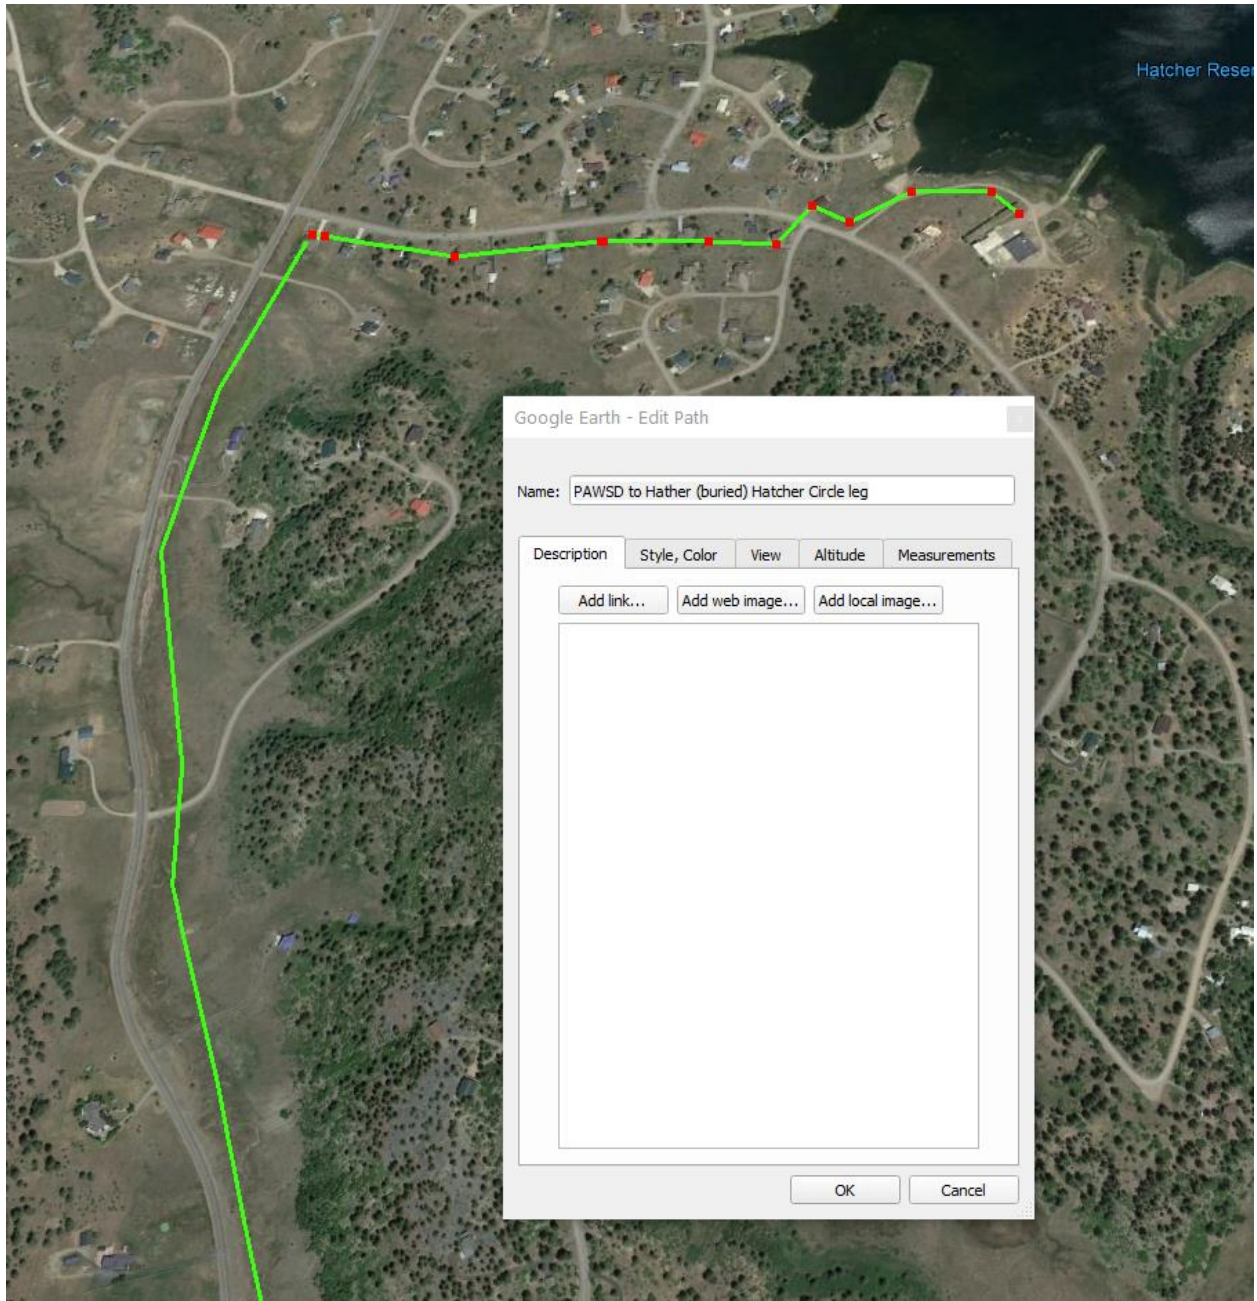 Hatcher Reser
Google Earth - Edit Path
Name: PAWSD to Hather (buried) Hatcher Circle leg
Description Style, Color View Altitude Measurements
Add link... Add web image... Add local image...
OK Cancel